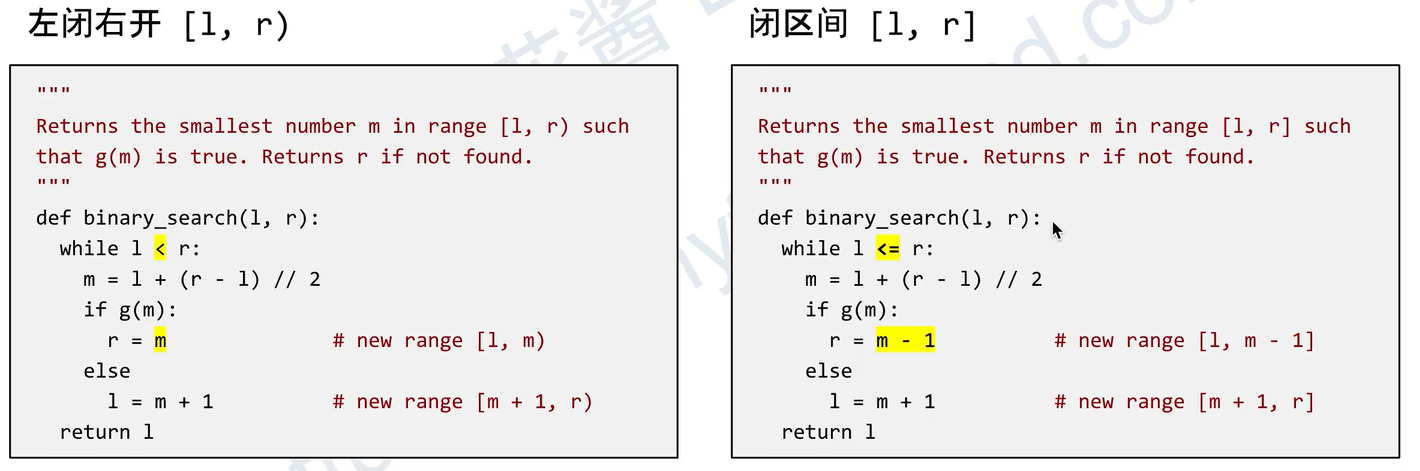 左闭右开 [l, r)
"""
Returns the smallest number m in range [l, r) such
that g(m) is true. Returns r if not found.
"""
def binary_search(l, r):
  while l < r:
    m = l + (r - l) // 2
    if g(m):
      r = m              # new range [l, m)
    else
      l = m + 1          # new range [m + 1, r)
  return l
闭区间 [l, r]
"""
Returns the smallest number m in range [l, r] such
that g(m) is true. Returns r if not found.
"""
def binary_search(l, r):
  while l <= r:
    m = l + (r - l) // 2
    if g(m):
      r = m - 1          # new range [l, m - 1]
    else
      l = m + 1          # new range [m + 1, r]
  return l